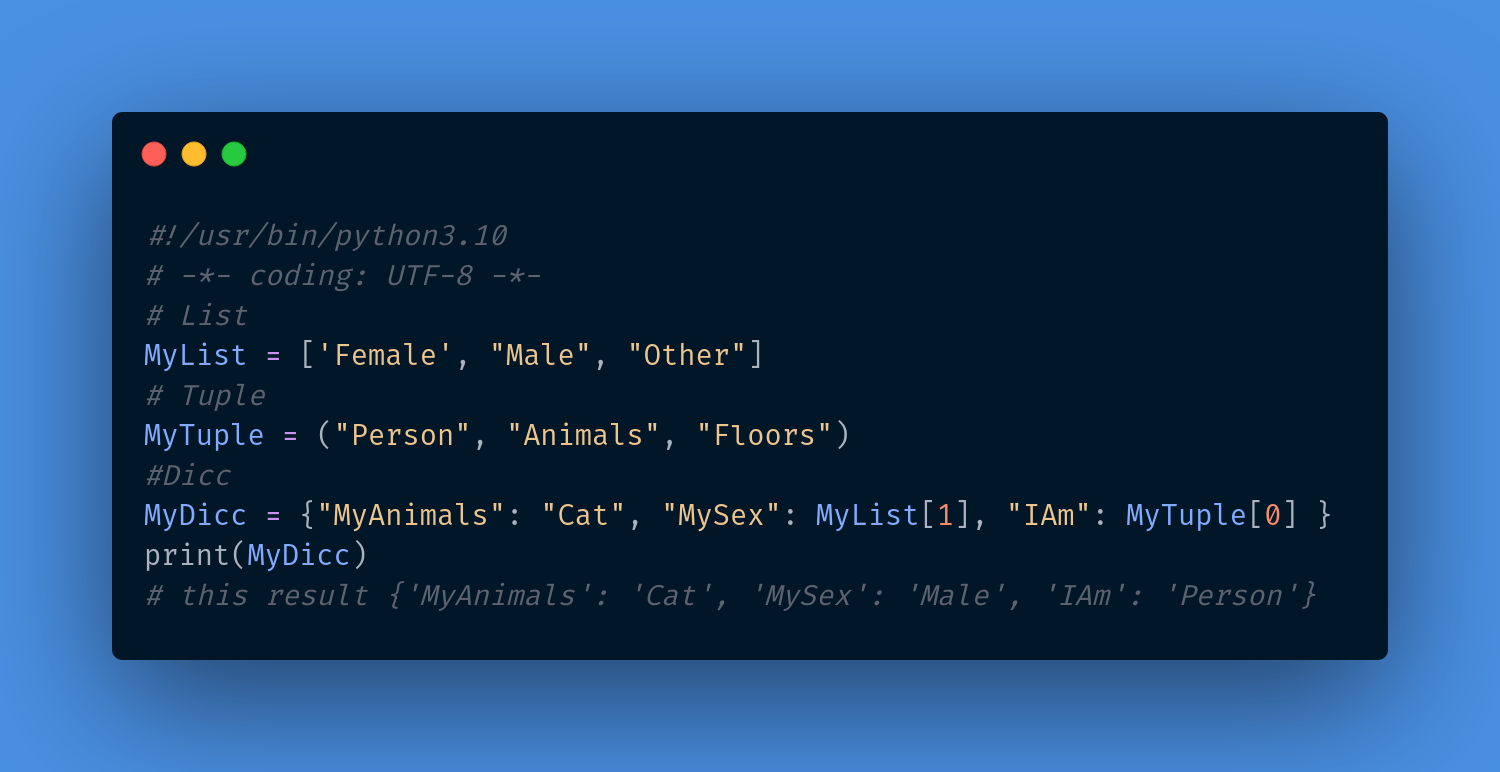 #!/usr/bin/python3.10
# -*- coding: UTF-8 -*-
# List
MyList = ['Female', "Male", "Other"]
# Tuple
MyTuple = ("Person", "Animals", "Floors")
#Dicc
MyDicc = {"MyAnimals": "Cat", "MySex": MyList[1], "IAm": MyTuple[0] }
print(MyDicc)
# this result {'MyAnimals': 'Cat', 'MySex': 'Male', 'IAm': 'Person'}